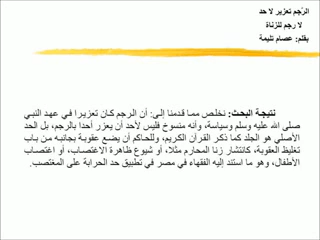 الرَّجم تعزير لا حد
لا رجم للزناة
بقلم: عصام تليمة
نتيجة البحث: نخلص مما قدمنا إلى: أن الرجم كان تعزيرا في عهد النبي
صلى الله عليه وسلم وسياسة، وأنه منسوخ فليس لأحد أن يعزر أحدا بالرجم، بل الحد
الأصلي هو الجلد كما ذكر القرآن الكريم، وللحاكم أن يضع عقوبة بجانبه من باب
تغليظ العقوبة، كانتشار زنا المحارم مثلا، أو شيوع ظاهرة الاغتصاب، أو اغتصاب
الأطفال، وهو ما استند إليه الفقهاء في مصر في تطبيق حد الحرابة على المغتصب.